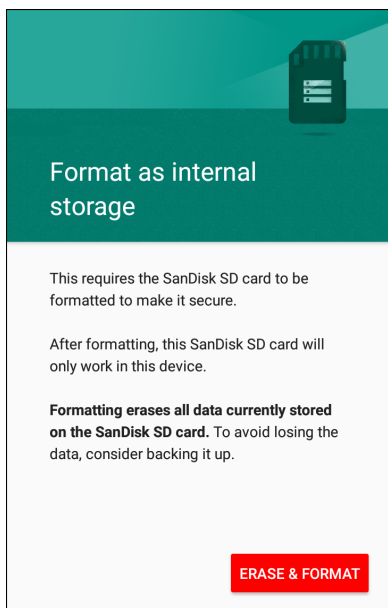 Format as internal
storage
This requires the SanDisk SD card to be
formatted to make it secure.
After formatting, this SanDisk SD card will
only work in this device.
Formatting erases all data currently stored
on the SanDisk SD card. To avoid losing the
data, consider backing it up.
ERASE & FORMAT